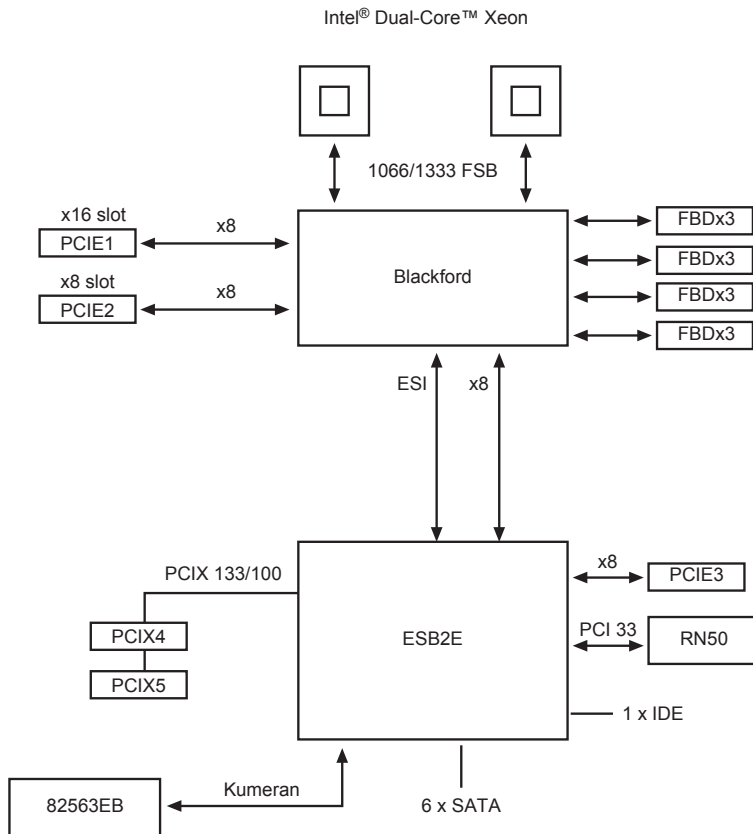 Intel® Dual-Core™ Xeon
1066/1333 FSB
x16 slot
PCIE1
x8
x8 slot
PCIE2
x8
Blackford
FBDx3
FBDx3
FBDx3
FBDx3
ESI
x8
PCIX 133/100
PCIX4
PCIX5
ESB2E
x8
PCIE3
PCI 33
RN50
1 x IDE
82563EB
Kumeran
6 x SATA